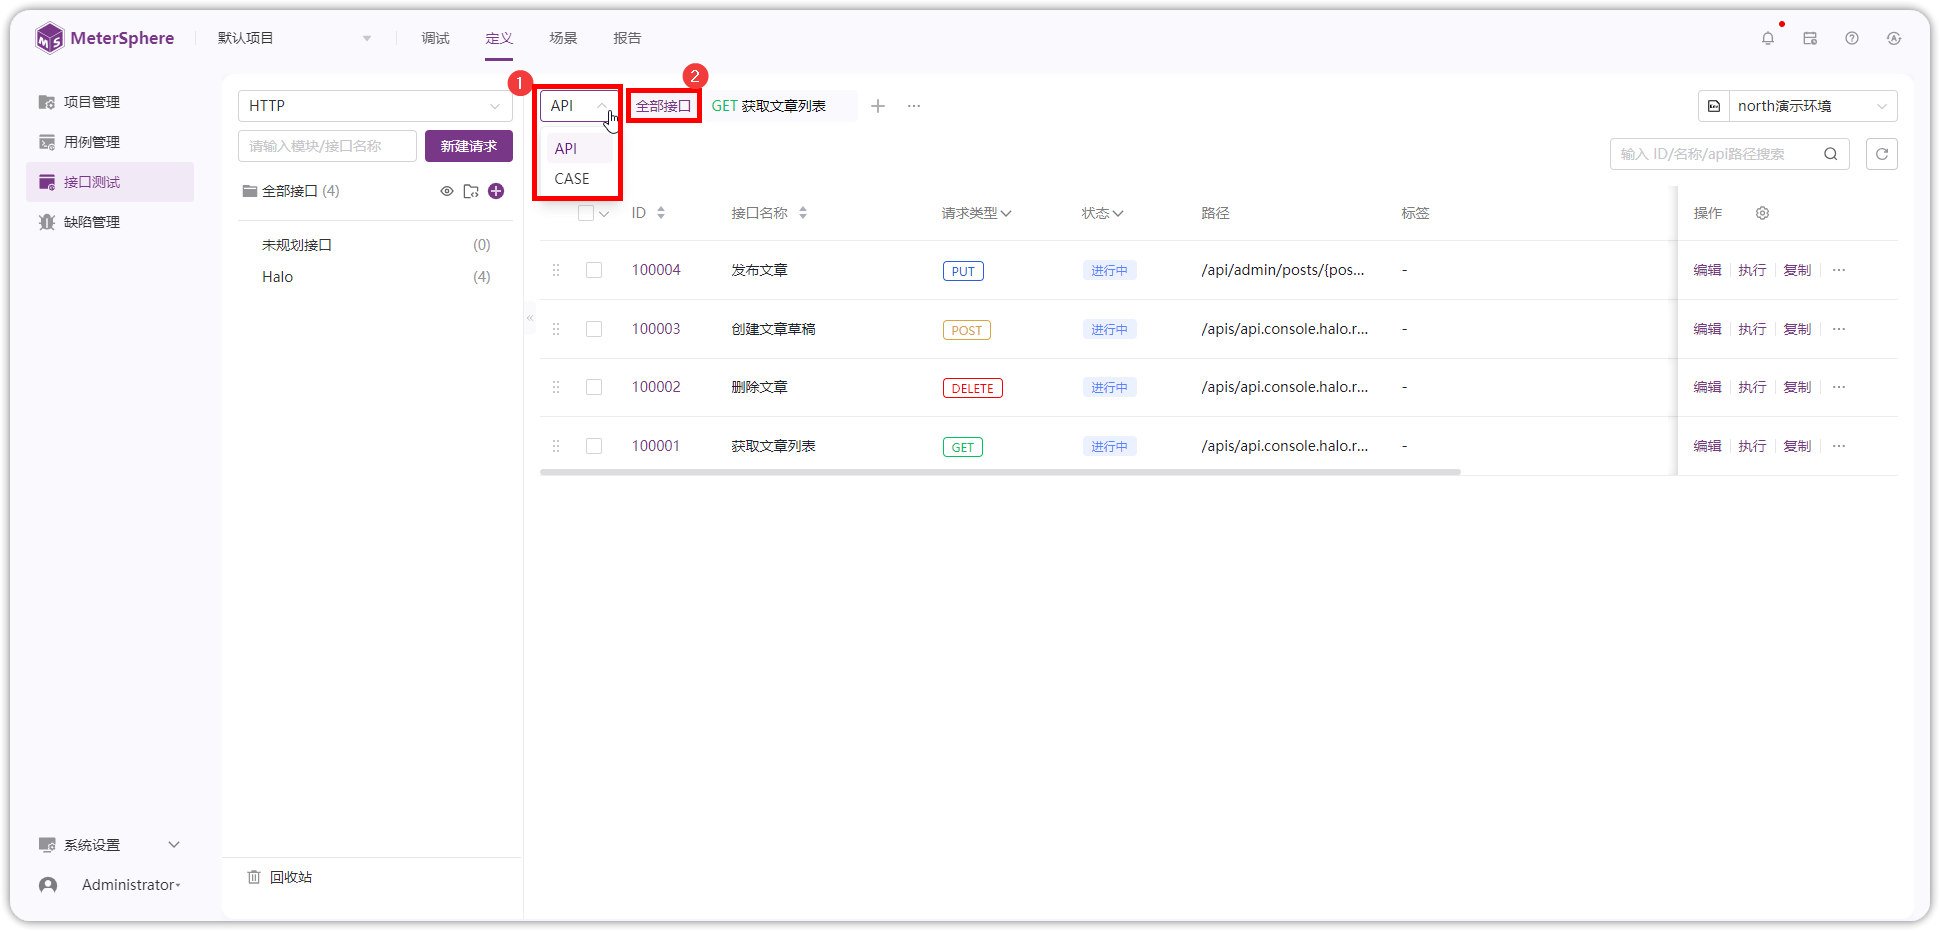 MeterSphere
默认项目
调试
定义
场景
报告
项目管理
用例管理
接口测试
缺陷管理
系统设置
Administrator
HTTP
请输入模块/接口名称
新建请求
全部接口 (4)
未规划接口 (0)
Halo (4)
回收站
1
2
API
全部接口
GET 获取文章列表
API
CASE
north演示环境
输入 ID/名称/api路径搜索
ID 接口名称 请求类型 状态 路径 标签 操作
100004 发布文章 PUT 进行中 /api/admin/posts/{pos... - 编辑 执行 复制 ...
100003 创建文章草稿 POST 进行中 /apis/api.console.halo.r... - 编辑 执行 复制 ...
100002 删除文章 DELETE 进行中 /apis/api.console.halo.r... - 编辑 执行 复制 ...
100001 获取文章列表 GET 进行中 /apis/api.console.halo.r... - 编辑 执行 复制 ...